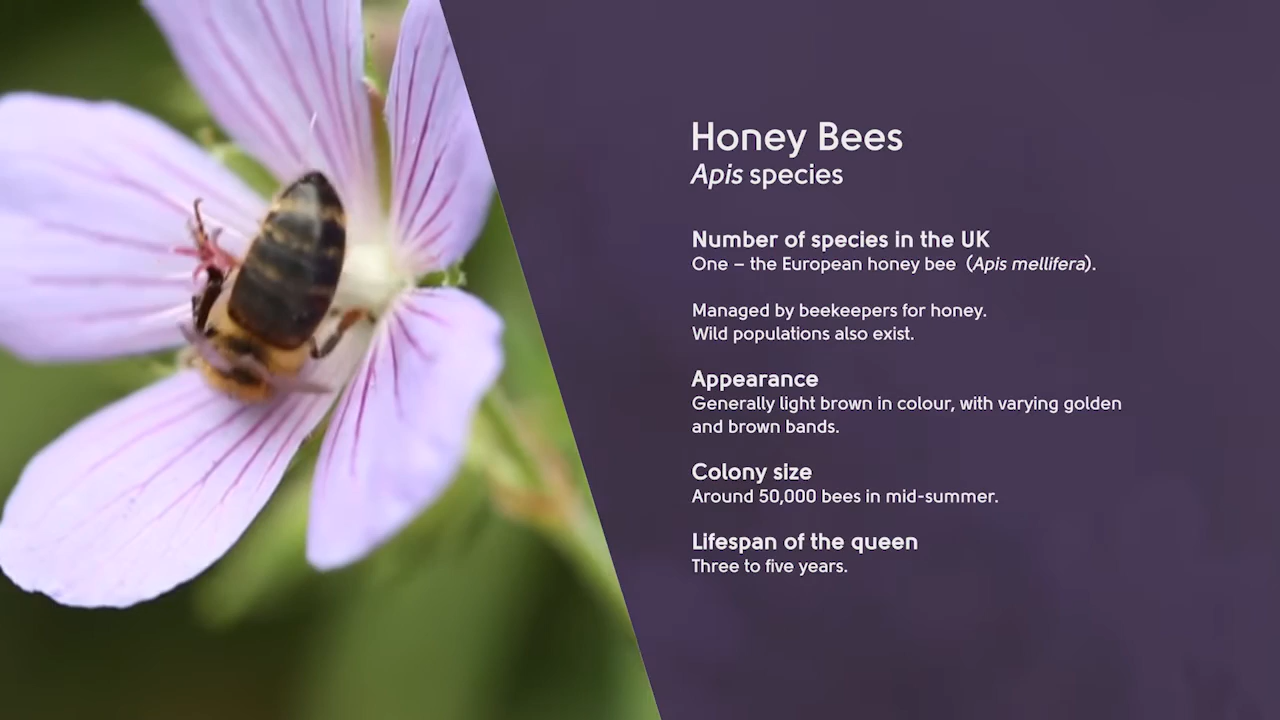 Honey Bees
Apis species
Number of species in the UK
One – the European honey bee (Apis mellifera).
Managed by beekeepers for honey.
Wild populations also exist.
Appearance
Generally light brown in colour, with varying golden
and brown bands.
Colony size
Around 50,000 bees in mid-summer.
Lifespan of the queen
Three to five years.